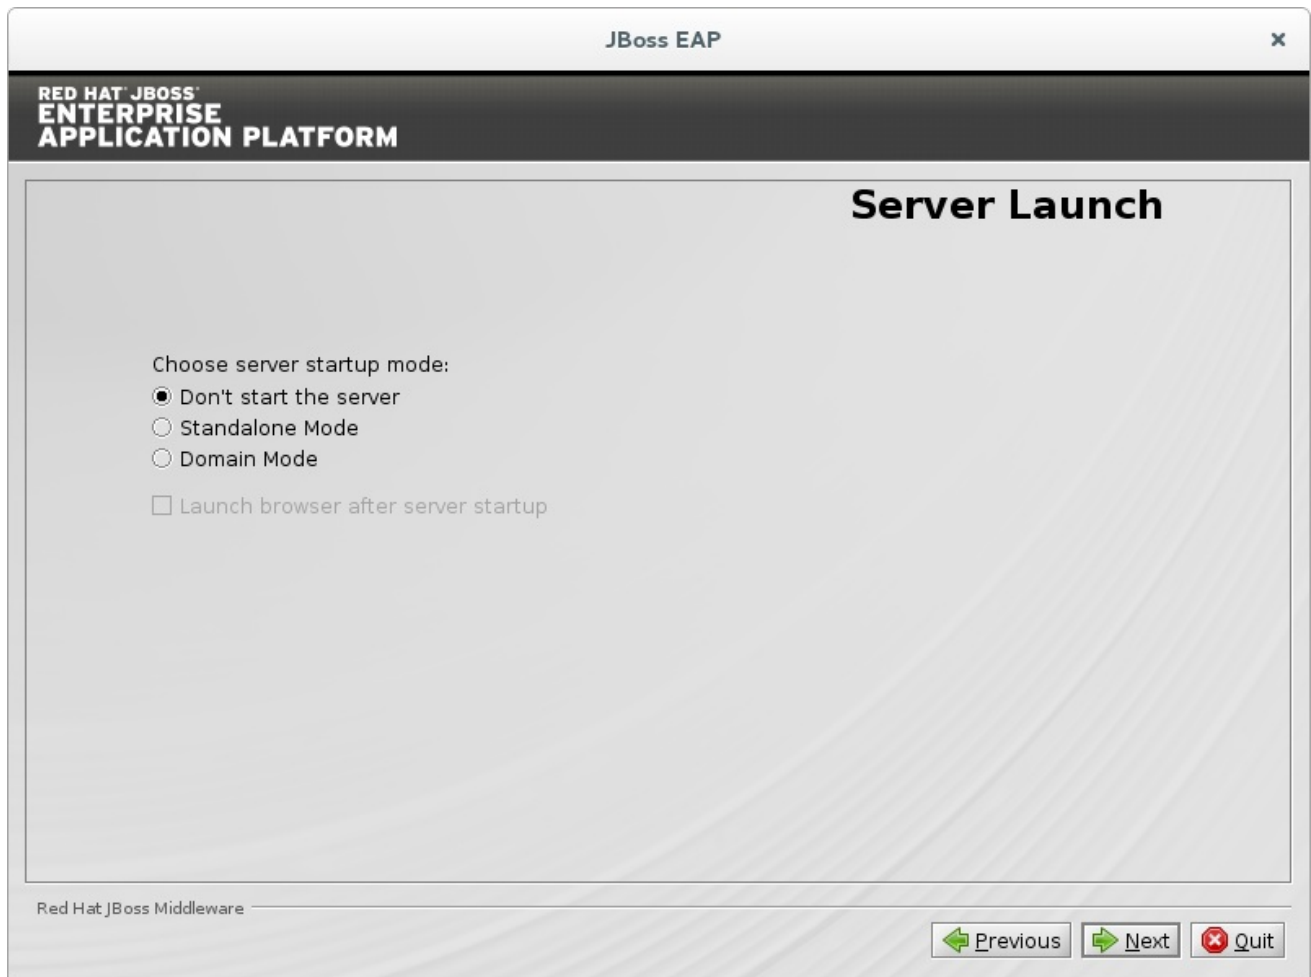 JBoss EAP
RED HAT JBOSS
ENTERPRISE
APPLICATION PLATFORM
Server Launch
Choose server startup mode:
Don't start the server
Standalone Mode
Domain Mode
Launch browser after server startup
Red Hat JBoss Middleware
Previous Next Quit